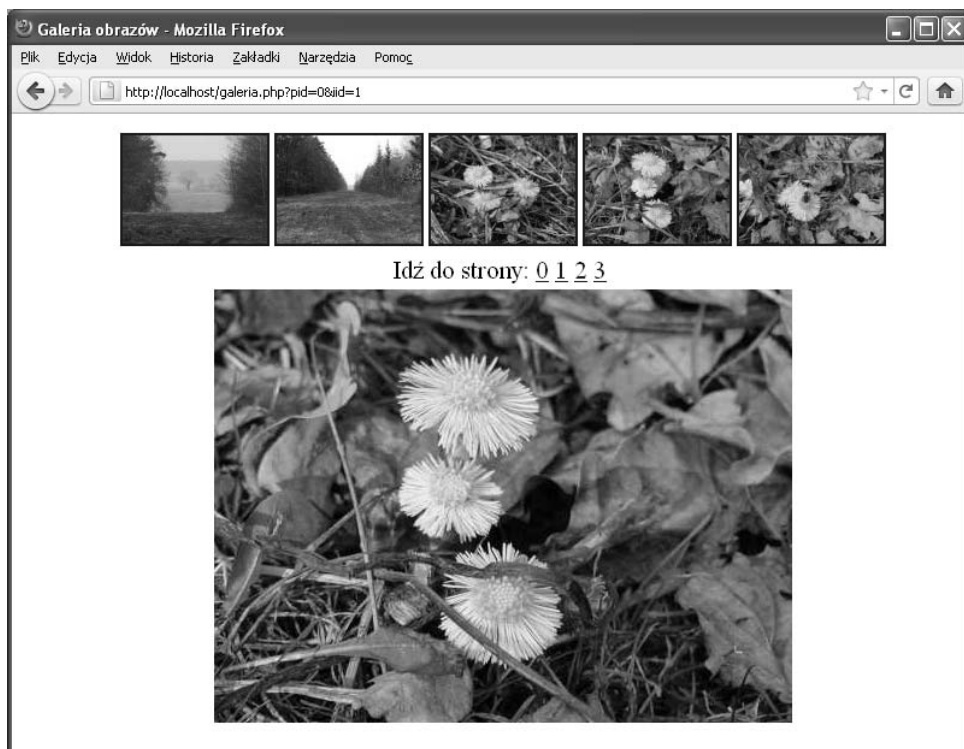 Galeria obrazów - Mozilla Firefox
Plik Edycja Widok Historia Zakładki Narzędzia Pomoc
http://localhost/galeria.php?pid=0&iid=1
Idź do strony: 0 1 2 3